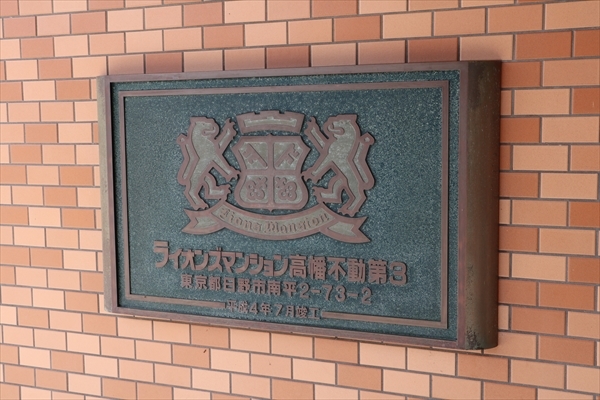 Lions Mansion
ライオンズマンション高幡不動第3
東京都日野市南平2-73-2
平成4年7月竣工